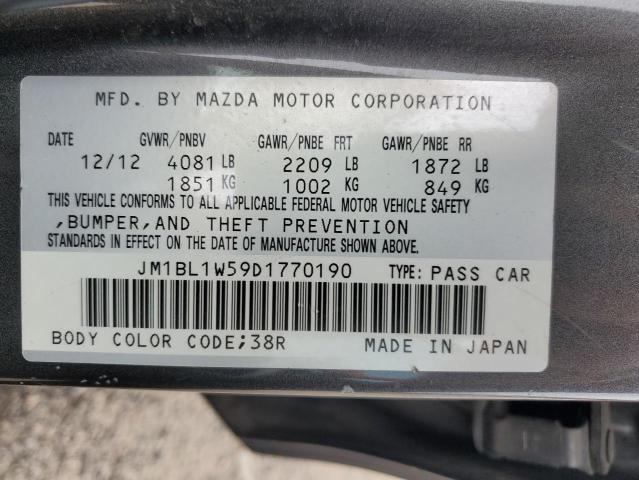 MFD. BY MAZDA MOTOR CORPORATION
DATE GVWR/PNBV GAWR/PNBE FRT GAWR/PNBE RR
12/12 4081 LB 2209 LB 1872 LB
1851 KG 1002 KG 849 KG
THIS VEHICLE CONFORMS TO ALL APPLICABLE FEDERAL MOTOR VEHICLE SAFETY
,BUMPER,AND THEFT PREVENTION
STANDARDS IN EFFECT ON THE DATE OF MANUFACTURE SHOWN ABOVE.
JM1BL1W59D1770190 TYPE: PASS CAR
BODY COLOR CODE;38R MADE IN JAPAN